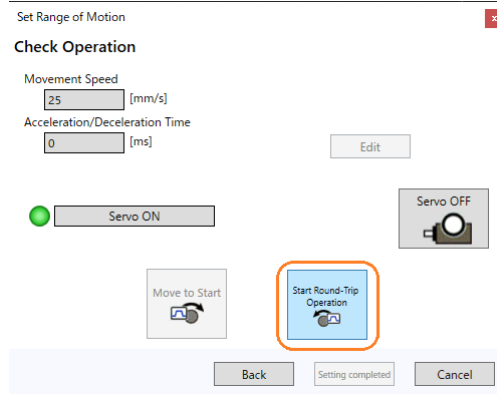 Set Range of Motion
x
Check Operation
Movement Speed
25 [mm/s]
Acceleration/Deceleration Time
0 [ms]
Edit
Servo ON
Servo OFF
Move to Start
Start Round-Trip
Operation
Back
Setting completed
Cancel